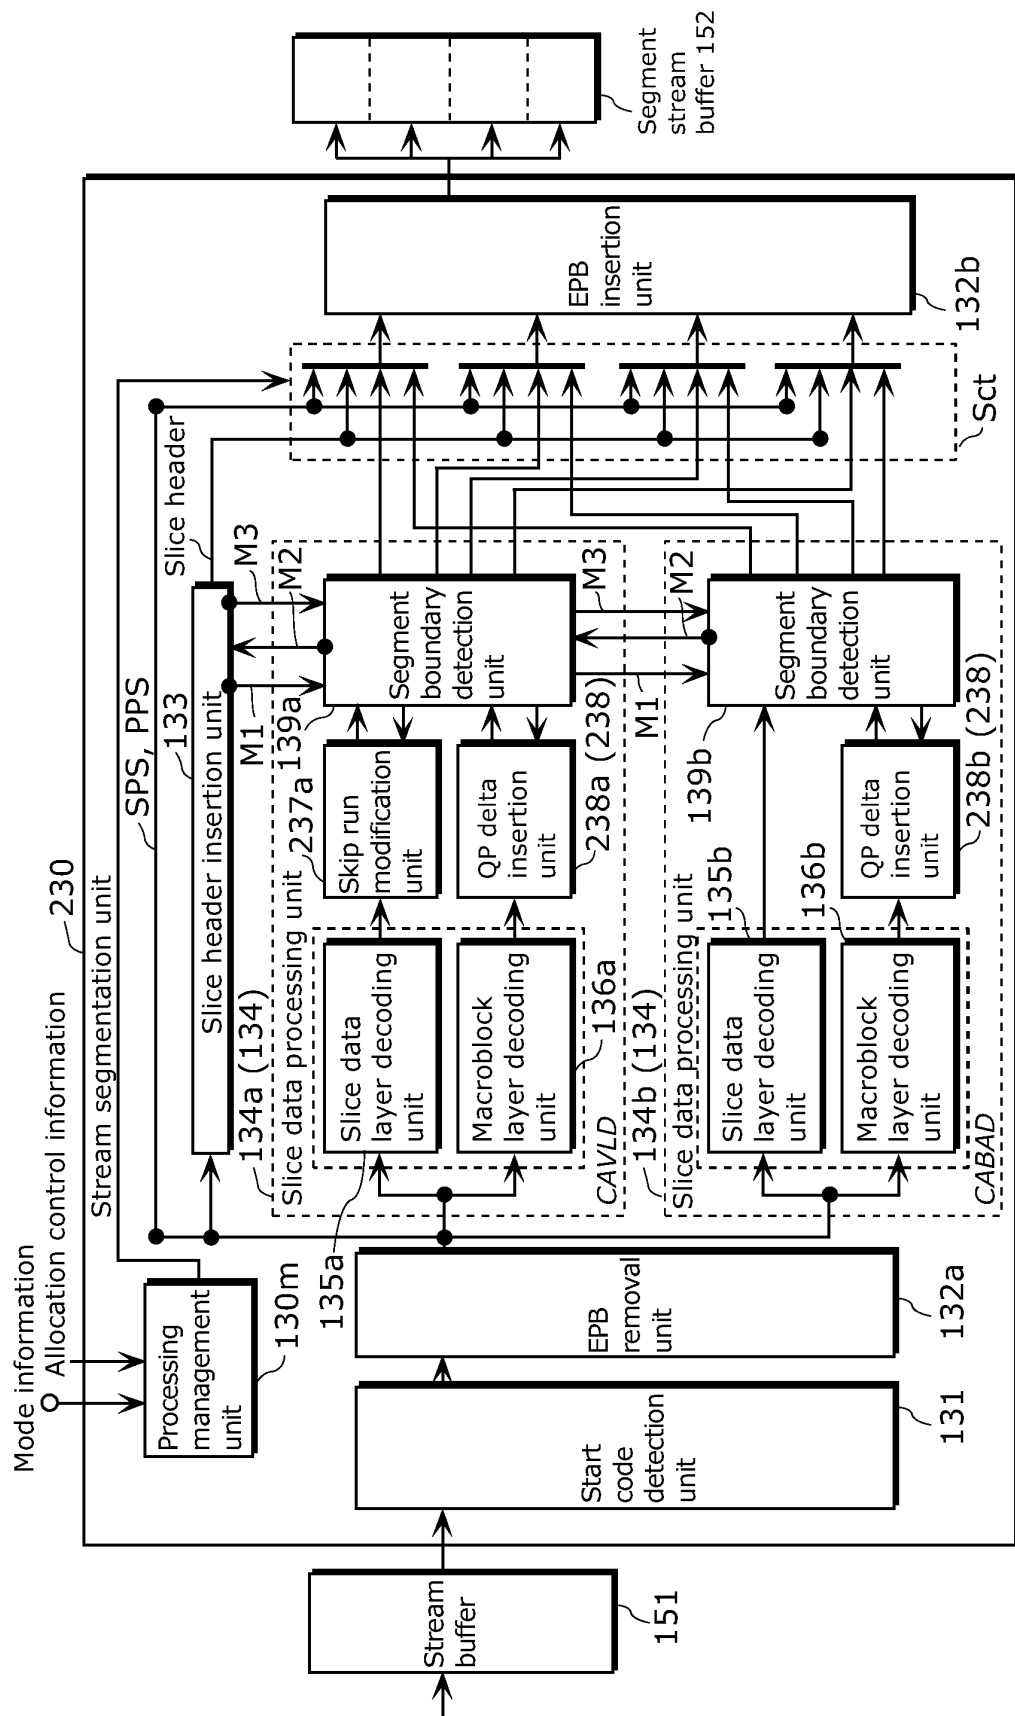 Mode information
Allocation control information
230
Stream segmentation unit
SPS, PPS
Slice header
Processing
management
unit
130m
133
Slice header insertion unit
M1
M2
M3
134a (134)
Slice data processing unit
135a
Slice data
layer decoding
unit
Macroblock
layer decoding
unit
136a
CAVLD
237a
Skip run
modification
unit
QP delta
insertion
unit
238a (238)
139a
Segment
boundary
detection
unit
M1
M2
M3
134b (134)
Slice data processing unit
135b
Slice data
layer decoding
unit
136b
Macroblock
layer decoding
unit
CABAD
QP delta
insertion
unit
238b (238)
139b
Segment
boundary
detection
unit
Stream
buffer
151
Start
code
detection
unit
131
EPB
removal
unit
132a
Sct
EPB
insertion
unit
132b
Segment
stream
buffer 152